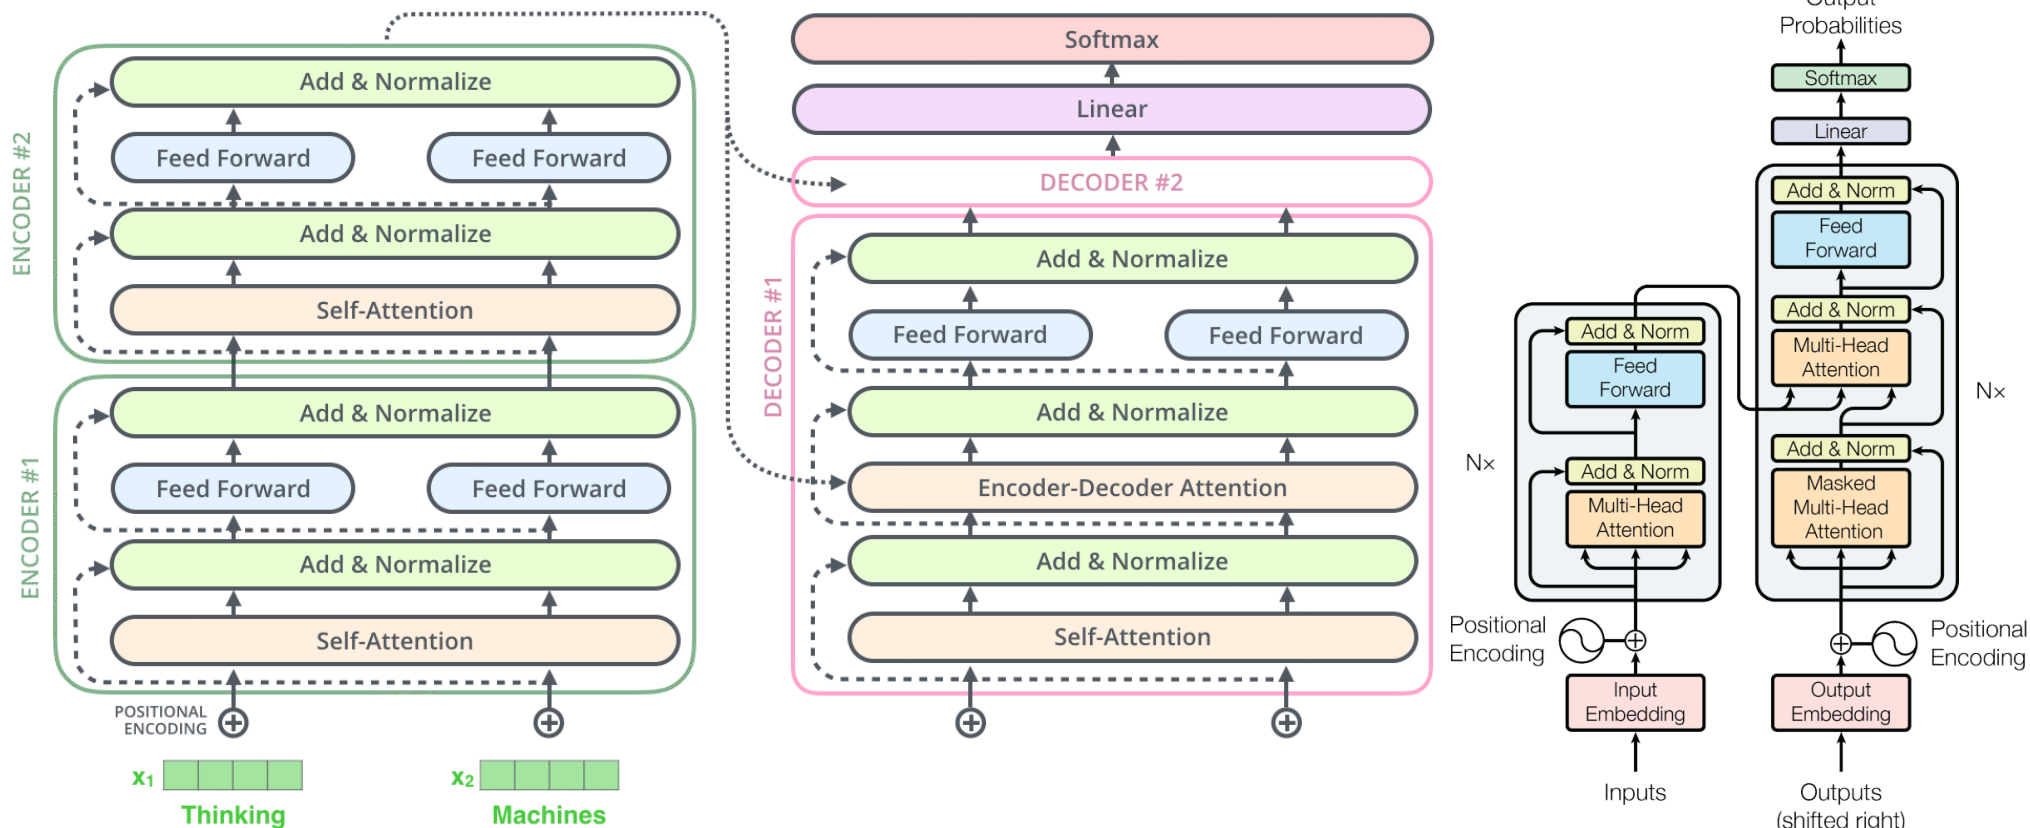 ENCODER #2
Add & Normalize
Feed Forward
Feed Forward
Add & Normalize
Self-Attention
ENCODER #1
Add & Normalize
Feed Forward
Feed Forward
Add & Normalize
Self-Attention
POSITIONAL
ENCODING
x₁
x₂
Thinking
Machines
Softmax
Linear
DECODER #2
DECODER #1
Add & Normalize
Feed Forward
Feed Forward
Add & Normalize
Encoder-Decoder Attention
Add & Normalize
Self-Attention
Output
Probabilities
Softmax
Linear
Add & Norm
Feed
Forward
Add & Norm
Multi-Head
Attention
N×
Add & Norm
Masked
Multi-Head
Attention
Add & Norm
Feed
Forward
N×
Add & Norm
Multi-Head
Attention
Positional
Encoding
Positional
Encoding
Input
Embedding
Output
Embedding
Inputs
Outputs
(shifted right)